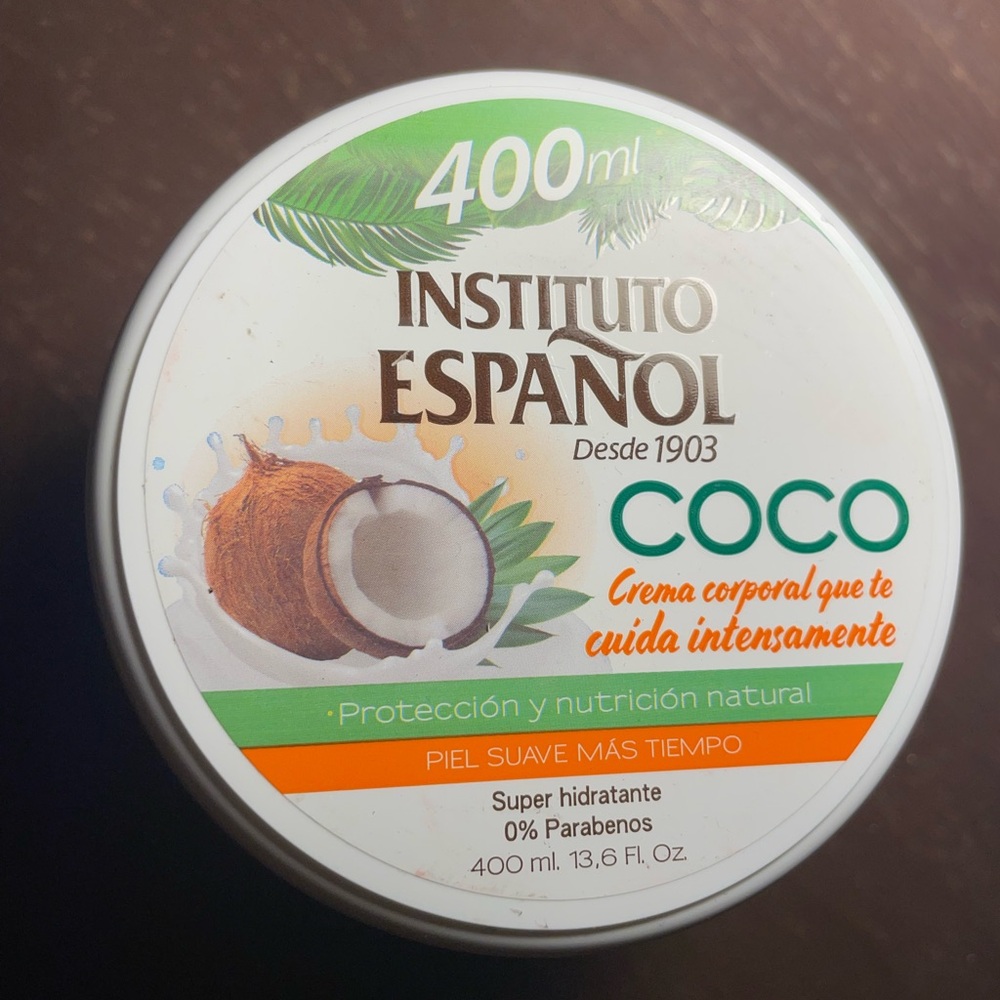 400ml
INSTITUTO
ESPAÑOL
Desde 1903
COCO
Crema corporal que te
cuida intensamente
·Protección y nutrición natural
PIEL SUAVE MÁS TIEMPO
Super hidratante
0% Parabenos
400 ml. 13,6 Fl. Oz.